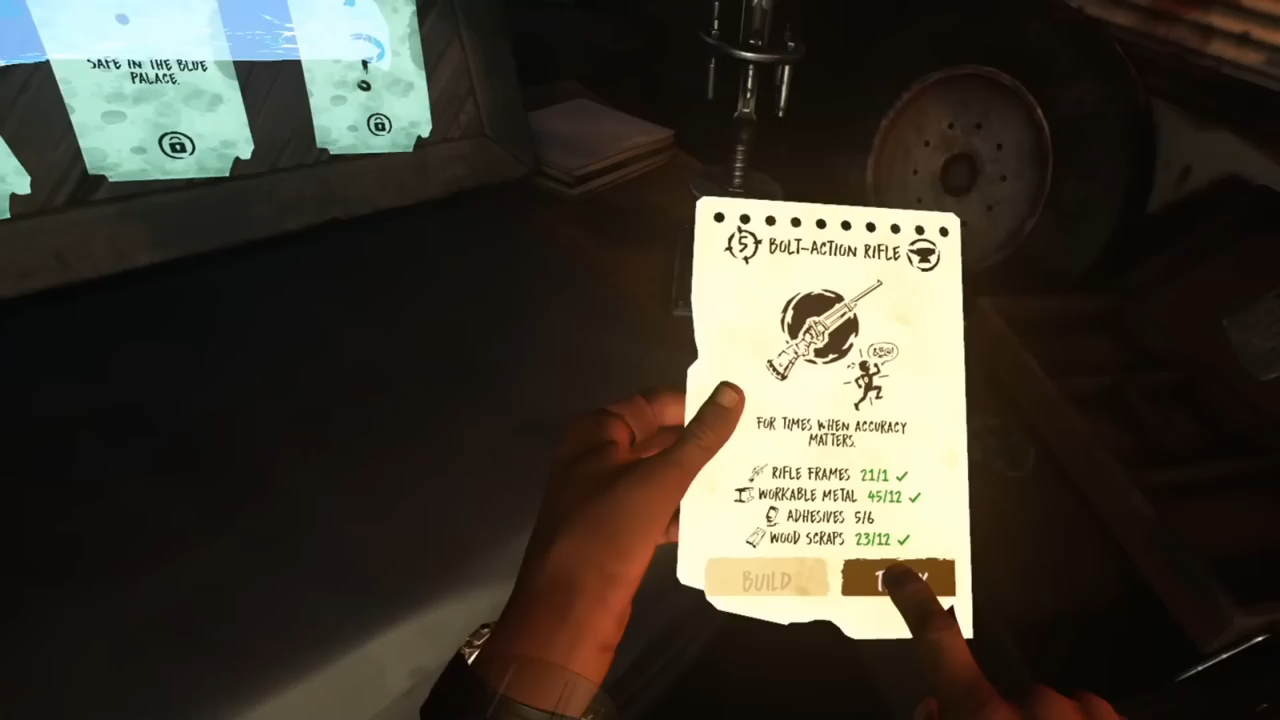 SAFE IN THE BLUE
PALACE.
5 BOLT-ACTION RIFLE
FOR TIMES WHEN ACCURACY
MATTERS.
RIFLE FRAMES 21/1 ✓
WORKABLE METAL 45/12 ✓
ADHESIVES 5/6
WOOD SCRAPS 23/12 ✓
BUILD